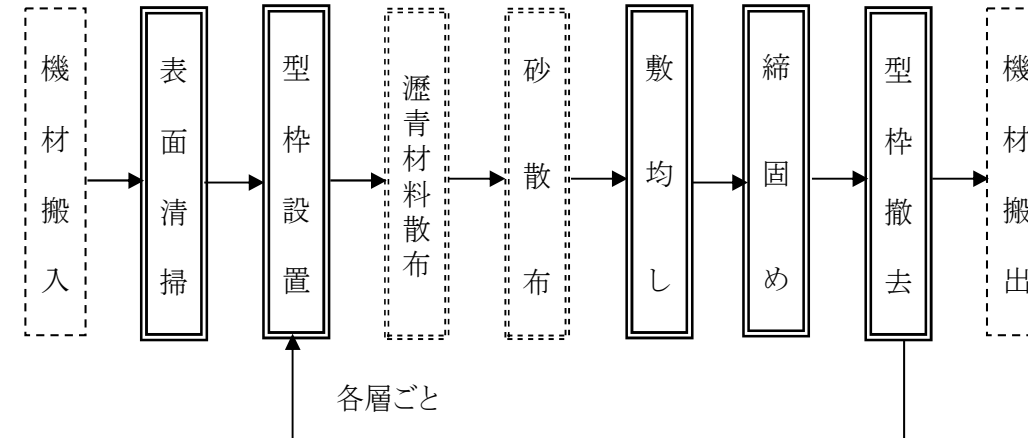 機材搬入
表面清掃
型枠設置
瀝青材料散布
砂散布
敷均し
締固め
型枠撤去
機材搬出
各層ごと